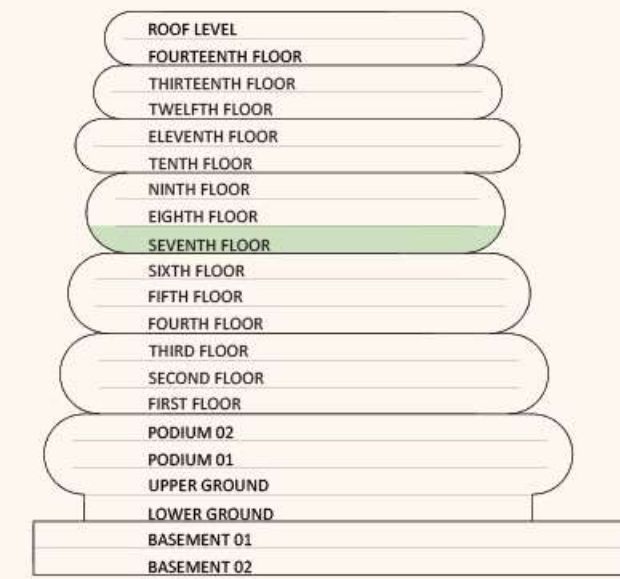 ROOF LEVEL
FOURTEENTH FLOOR
THIRTEENTH FLOOR
TWELFTH FLOOR
ELEVENTH FLOOR
TENTH FLOOR
NINTH FLOOR
EIGHTH FLOOR
SEVENTH FLOOR
SIXTH FLOOR
FIFTH FLOOR
FOURTH FLOOR
THIRD FLOOR
SECOND FLOOR
FIRST FLOOR
PODIUM 02
PODIUM 01
UPPER GROUND
LOWER GROUND
BASEMENT 01
BASEMENT 02